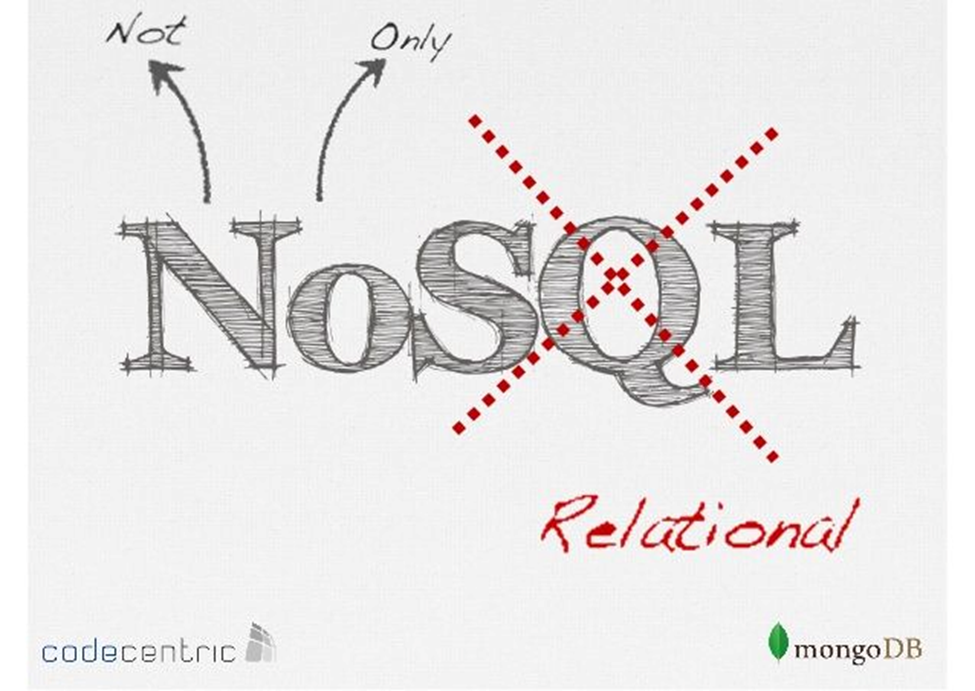 Not Only
NoSQL
Relational
codecentric mongoDB